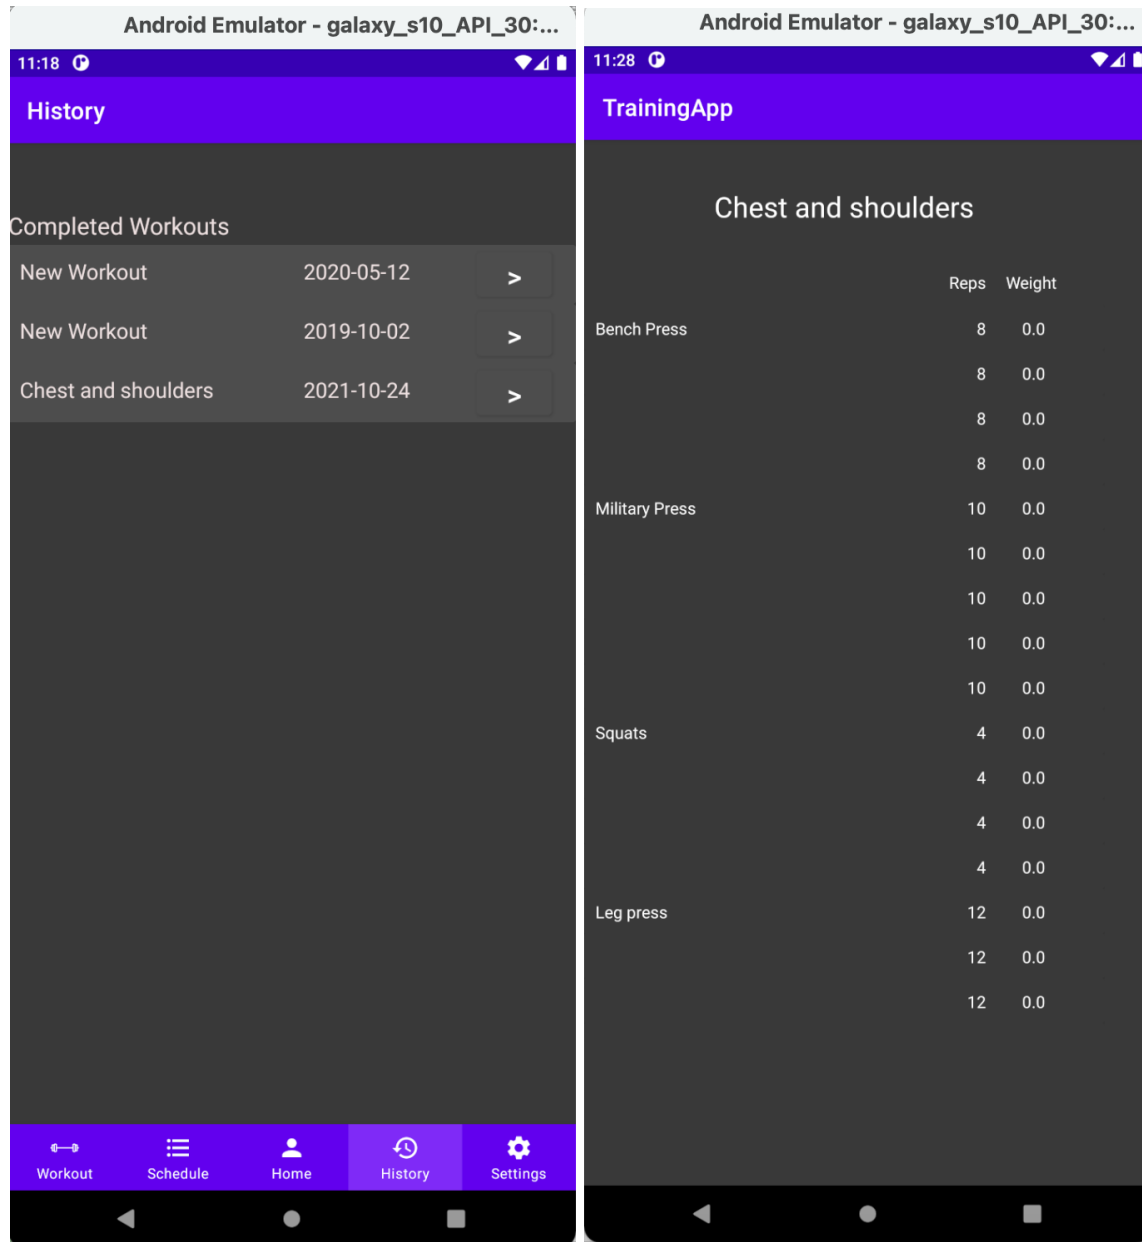 Android Emulator - galaxy_s10_API_30:...
11:18
History
Completed Workouts
New Workout 2020-05-12 >
New Workout 2019-10-02 >
Chest and shoulders 2021-10-24 >
Workout Schedule Home History Settings
Android Emulator - galaxy_s10_API_30:...
11:28
TrainingApp
Chest and shoulders
Reps Weight
Bench Press 8 0.0
8 0.0
8 0.0
8 0.0
Military Press 10 0.0
10 0.0
10 0.0
10 0.0
10 0.0
Squats 4 0.0
4 0.0
4 0.0
4 0.0
Leg press 12 0.0
12 0.0
12 0.0